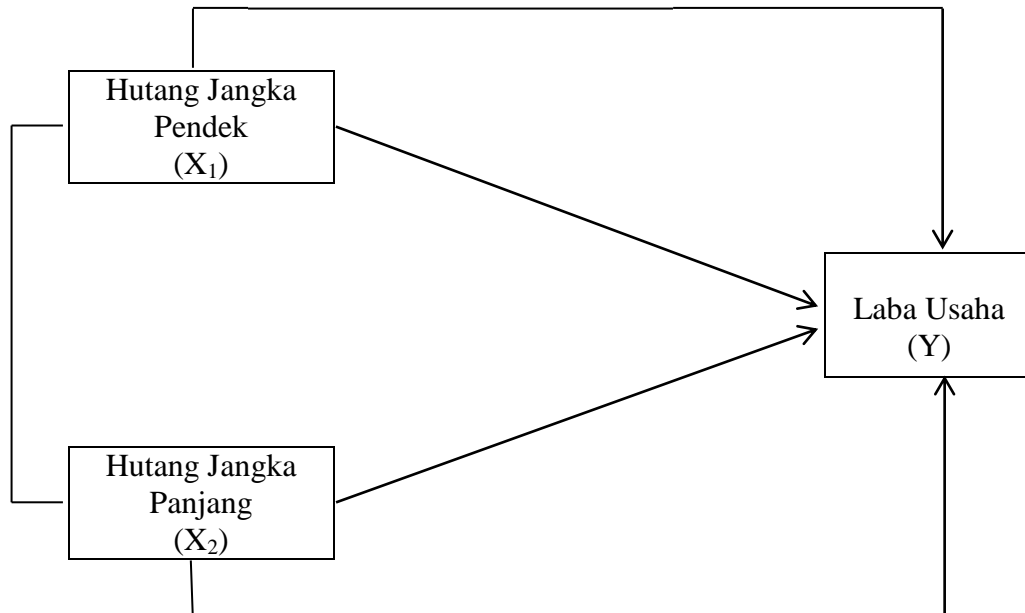 Hutang Jangka
Pendek
(X₁)
Laba Usaha
(Y)
Hutang Jangka
Panjang
(X₂)